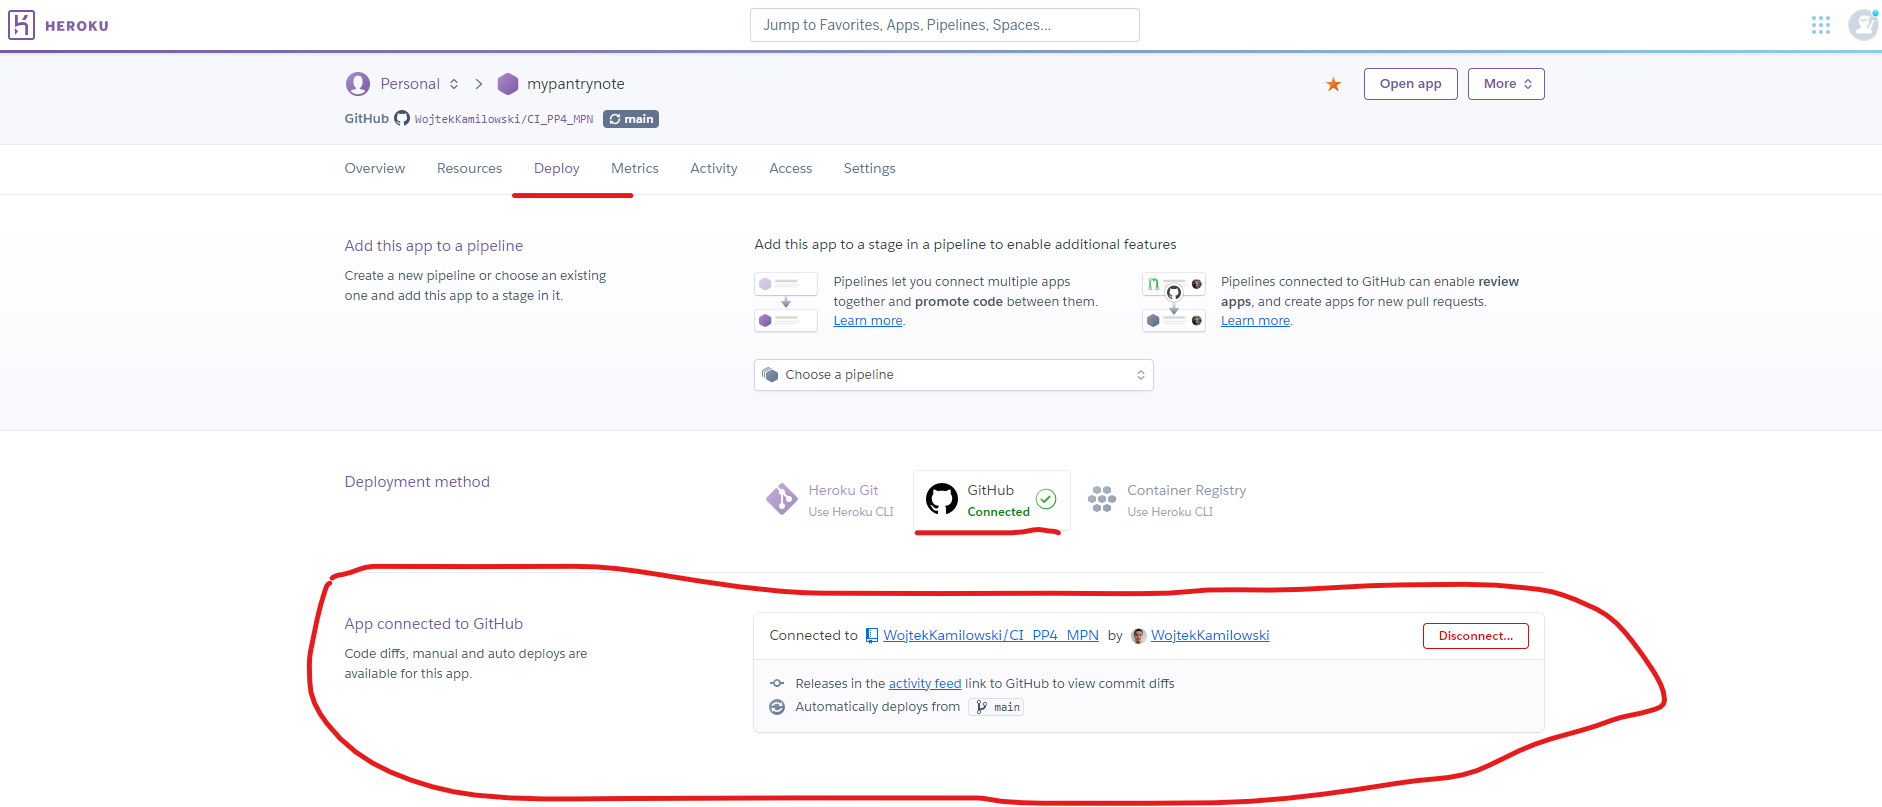 HEROKU
Jump to Favorites, Apps, Pipelines, Spaces...
Personal
mypantrynote
Open app
More
GitHub WojtekKamilowski/CI_PP4_MPN main
Overview Resources Deploy Metrics Activity Access Settings
Add this app to a pipeline
Create a new pipeline or choose an existing
one and add this app to a stage in it.
Add this app to a stage in a pipeline to enable additional features
Pipelines let you connect multiple apps
together and promote code between them.
Learn more.
Pipelines connected to GitHub can enable review
apps, and create apps for new pull requests.
Learn more.
Choose a pipeline
Deployment method
Heroku Git
Use Heroku CLI
GitHub
Connected
Container Registry
Use Heroku CLI
App connected to GitHub
Code diffs, manual and auto deploys are
available for this app.
Connected to WojtekKamilowski/CI_PP4_MPN by WojtekKamilowski
Disconnect...
Releases in the activity feed link to GitHub to view commit diffs
Automatically deploys from main